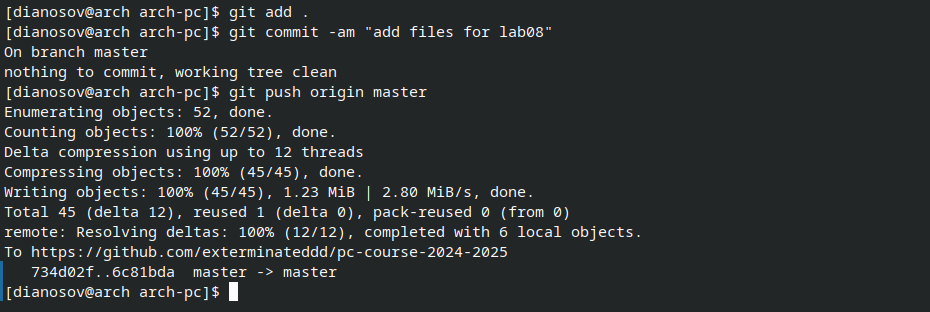 [dianosov@arch arch-pc]$ git add .
[dianosov@arch arch-pc]$ git commit -am "add files for lab08"
On branch master
nothing to commit, working tree clean
[dianosov@arch arch-pc]$ git push origin master
Enumerating objects: 52, done.
Counting objects: 100% (52/52), done.
Delta compression using up to 12 threads
Compressing objects: 100% (45/45), done.
Writing objects: 100% (45/45), 1.23 MiB | 2.80 MiB/s, done.
Total 45 (delta 12), reused 1 (delta 0), pack-reused 0 (from 0)
remote: Resolving deltas: 100% (12/12), completed with 6 local objects.
To https://github.com/exterminateddd/pc-course-2024-2025
   734d02f..6c81bda  master -> master
[dianosov@arch arch-pc]$